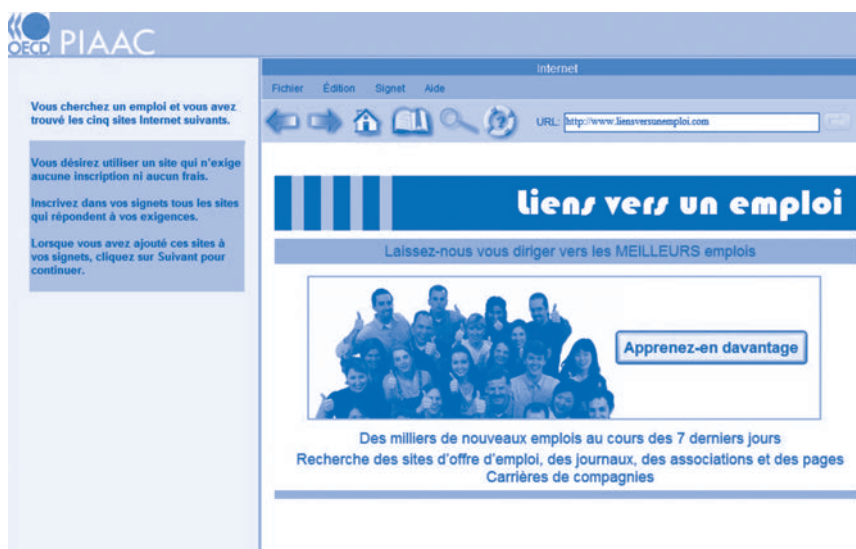 OECD PIAAC
Vous cherchez un emploi et vous avez
trouvé les cinq sites Internet suivants.
Vous désirez utiliser un site qui n'exige
aucune inscription ni aucun frais.
Inscrivez dans vos signets tous les sites
qui répondent à vos exigences.
Lorsque vous avez ajouté ces sites à
vos signets, cliquez sur Suivant pour
continuer.
Internet
Fichier Édition Signet Aide
URL: http://www.liensversunemploi.com
Liens vers un emploi
Laissez-nous vous diriger vers les MEILLEURS emplois
Apprenez-en davantage
Des milliers de nouveaux emplois au cours des 7 derniers jours
Recherche des sites d'offre d'emploi, des journaux, des associations et des pages
Carrières de compagnies